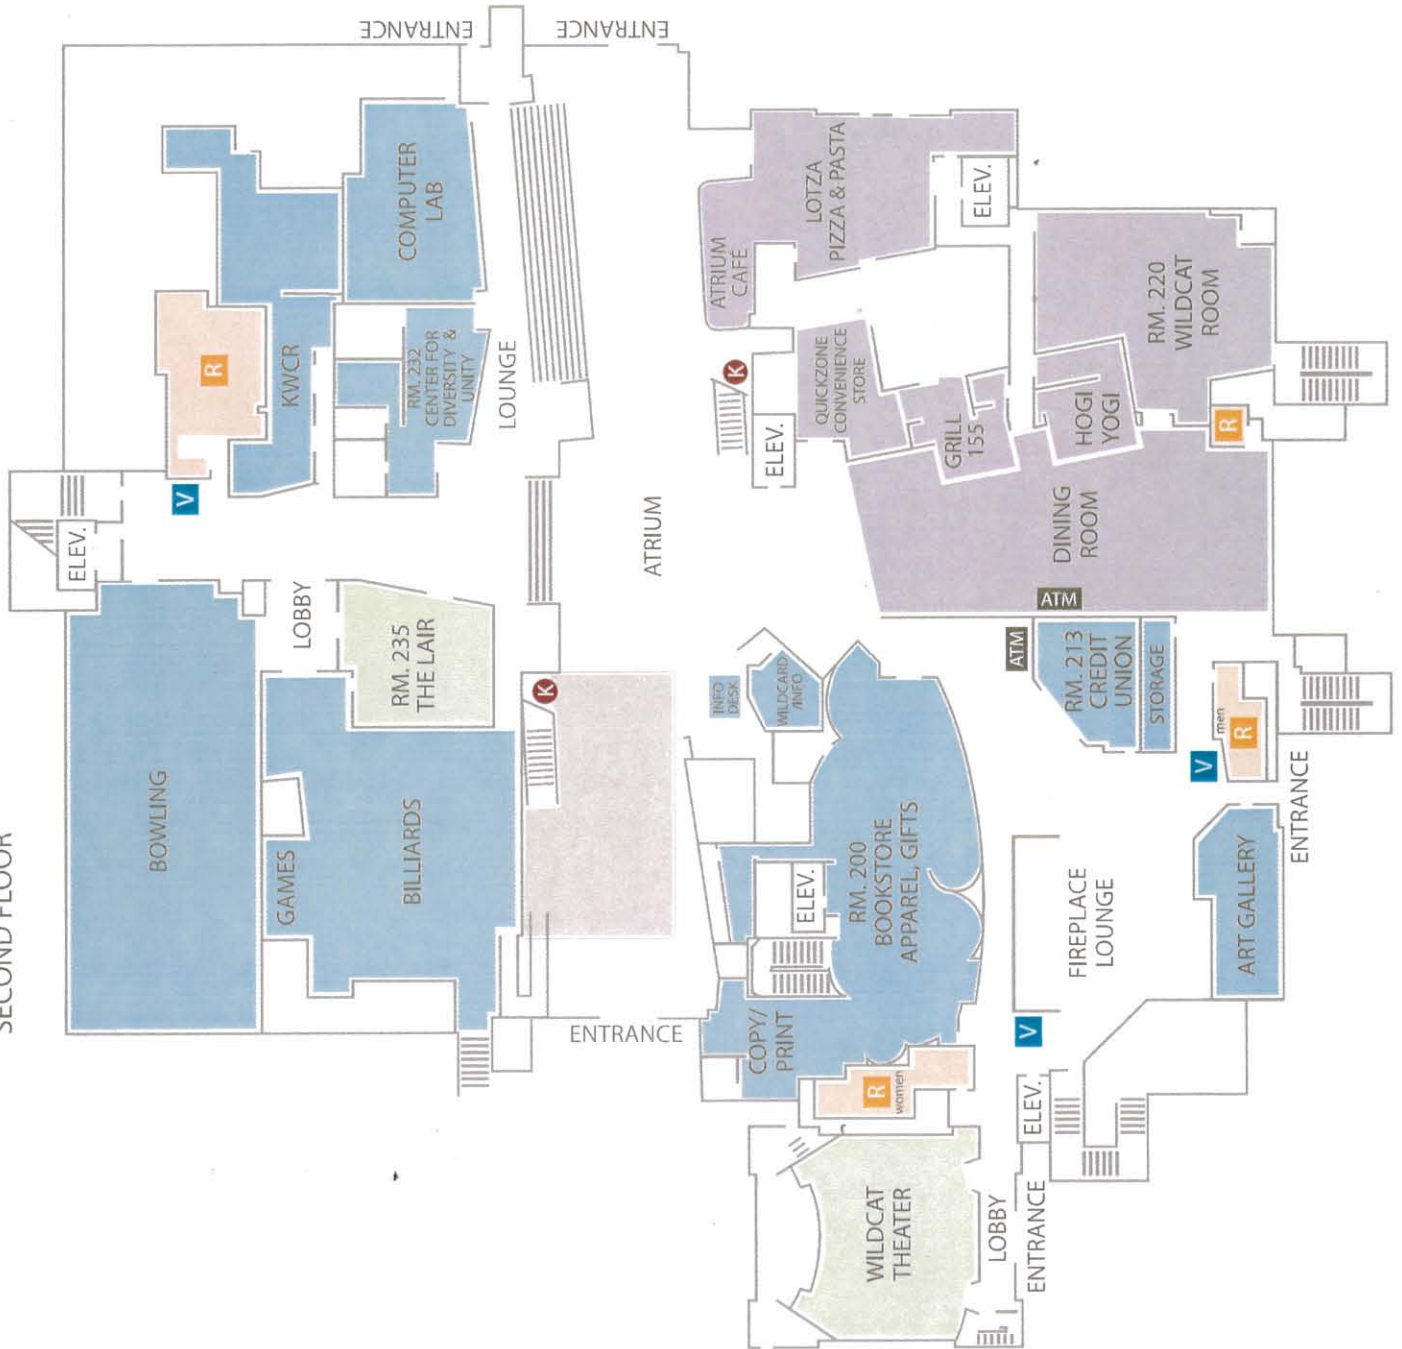 SECOND FLOOR
ENTRANCE
ENTRANCE
COMPUTER
LAB
LOTZA
PIZZA & PASTA
ELEV.
ATRIUM
CAFÉ
RM. 220
WILDCAT
ROOM
R
KWCR
RM. 232
CENTER FOR
DIVERSITY &
UNITY
LOUNGE
K
QUICKZONE
CONVENIENCE
STORE
ELEV.
GRILL
155
HOGI
YOGI
R
V
ELEV.
ATRIUM
DINING
ROOM
ATM
LOBBY
RM. 235
THE LAIR
K
INFO
DESK
WILDCARD
/INFO
ATM
RM. 213
CREDIT
UNION
STORAGE
men
R
V
BOWLING
GAMES
BILLIARDS
ELEV.
RM. 200
BOOKSTORE
APPAREL, GIFTS
ENTRANCE
ART GALLERY
FIREPLACE
LOUNGE
ENTRANCE
COPY/
PRINT
V
R
women
ELEV.
WILDCAT
THEATER
LOBBY
ENTRANCE